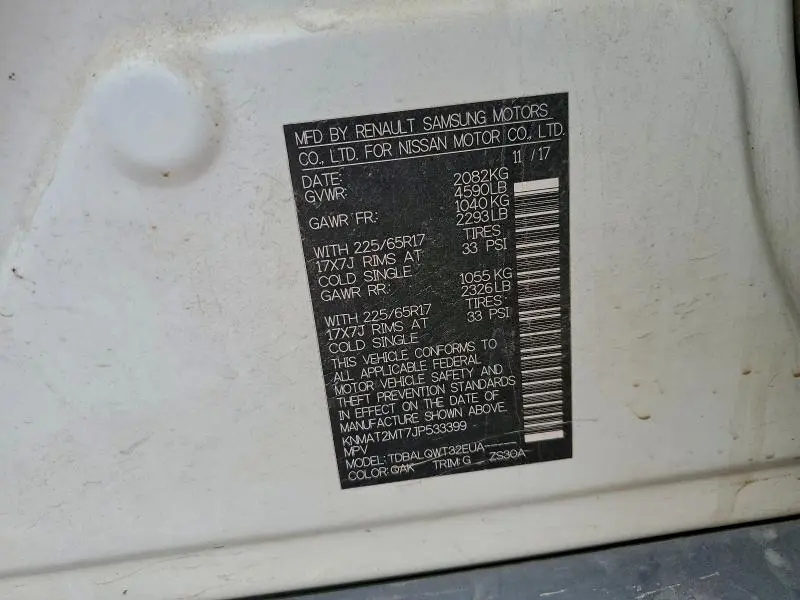 MFD BY RENAULT SAMSUNG MOTORS
CO., LTD. FOR NISSAN MOTOR CO., LTD.
DATE: 11 / 17
GVWR: 2082KG
4590LB
GAWR FR: 1040KG
2293LB
WITH 225/65R17 TIRES
17X7J RIMS AT 33 PSI
COLD SINGLE
GAWR RR: 1055KG
2326LB
WITH 225/65R17 TIRES
17X7J RIMS AT 33 PSI
COLD SINGLE
THIS VEHICLE CONFORMS TO
ALL APPLICABLE FEDERAL
MOTOR VEHICLE SAFETY AND
THEFT PREVENTION STANDARDS
IN EFFECT ON THE DATE OF
MANUFACTURE SHOWN ABOVE.
KNMAT2MT7JP533399
MPV
MODEL: TDBALQWT32EUA------
COLOR: QAK TRIM: G ZS30A